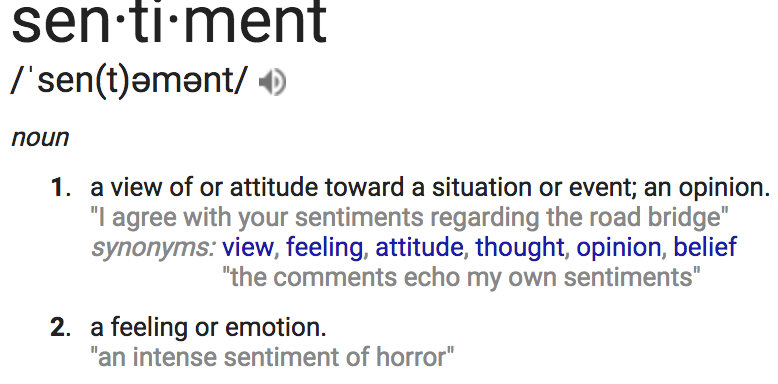 sen·ti·ment
/ˈsen(t)əmənt/
noun
1. a view of or attitude toward a situation or event; an opinion.
"I agree with your sentiments regarding the road bridge"
synonyms: view, feeling, attitude, thought, opinion, belief
"the comments echo my own sentiments"
2. a feeling or emotion.
"an intense sentiment of horror"